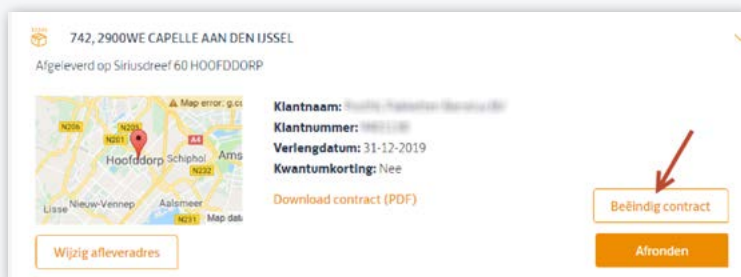 742, 2900WE CAPELLE AAN DEN IJSSEL
Afgeleverd op Siriusdreef 60 HOOFDDORP
Map error: g.co
N206
N205
N201
A4
Hoofddorp
Schiphol
Ams
N232
Lisse
Nieuw-Vennep
Aalsmeer
N231
Map data
Klantnaam:
Klantnummer:
Verlengdatum: 31-12-2019
Kwantumkorting: Nee
Download contract (PDF)
Beëindig contract
Wijzig afleveradres
Afronden